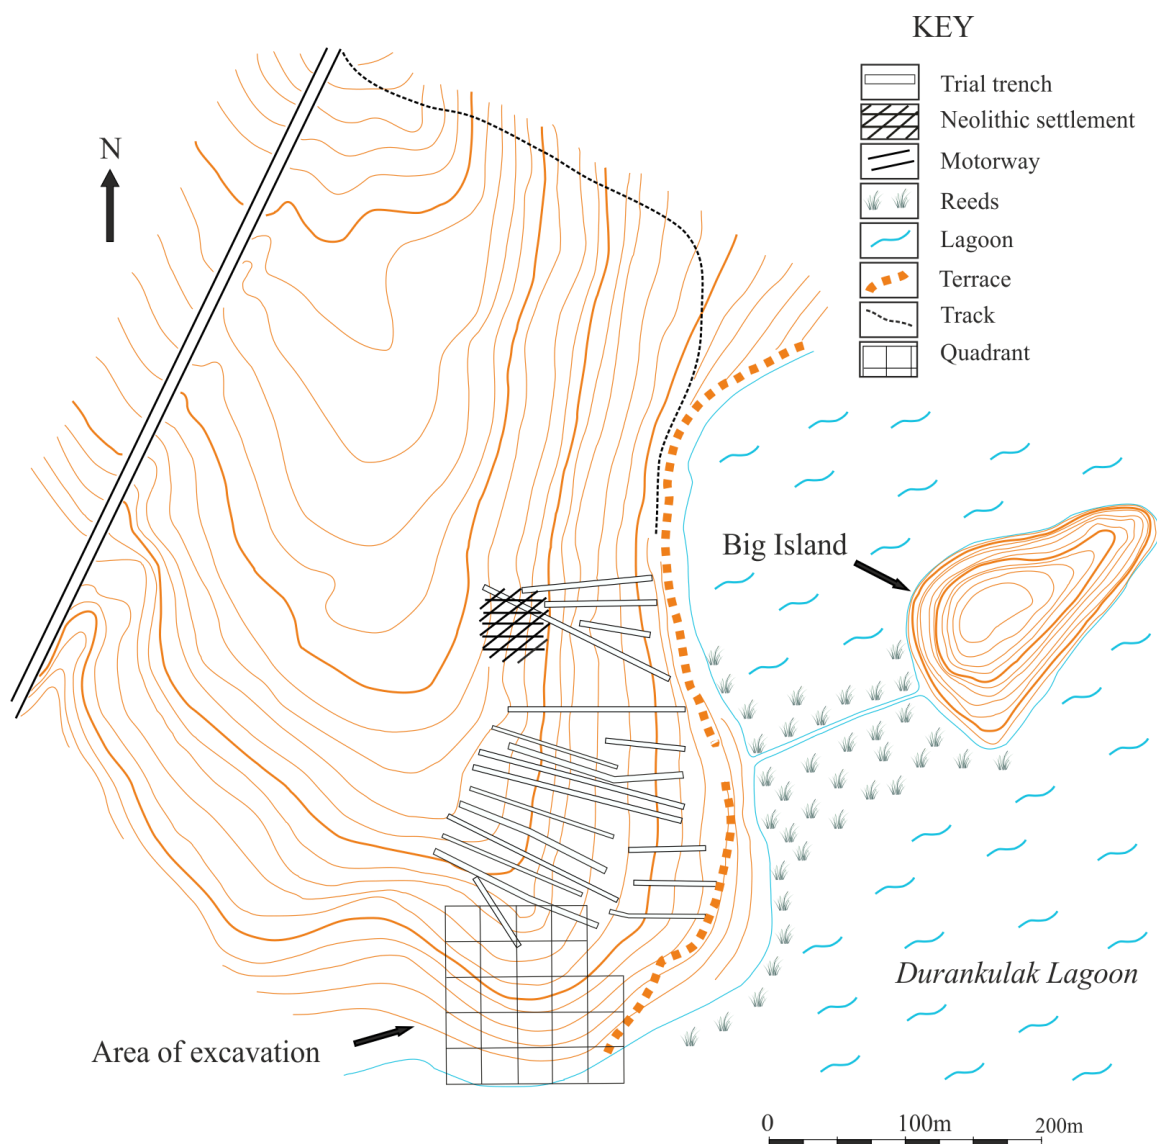 KEY
Trial trench
Neolithic settlement
Motorway
Reeds
Lagoon
Terrace
Track
Quadrant
N
Big Island
Durankulak Lagoon
Area of excavation
0 100m 200m